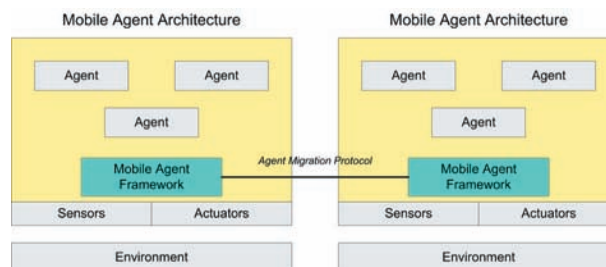 Mobile Agent Architecture
Agent
Agent
Agent
Mobile Agent
Framework
Sensors
Actuators
Environment
Agent Migration Protocol
Mobile Agent Architecture
Agent
Agent
Agent
Mobile Agent
Framework
Sensors
Actuators
Environment